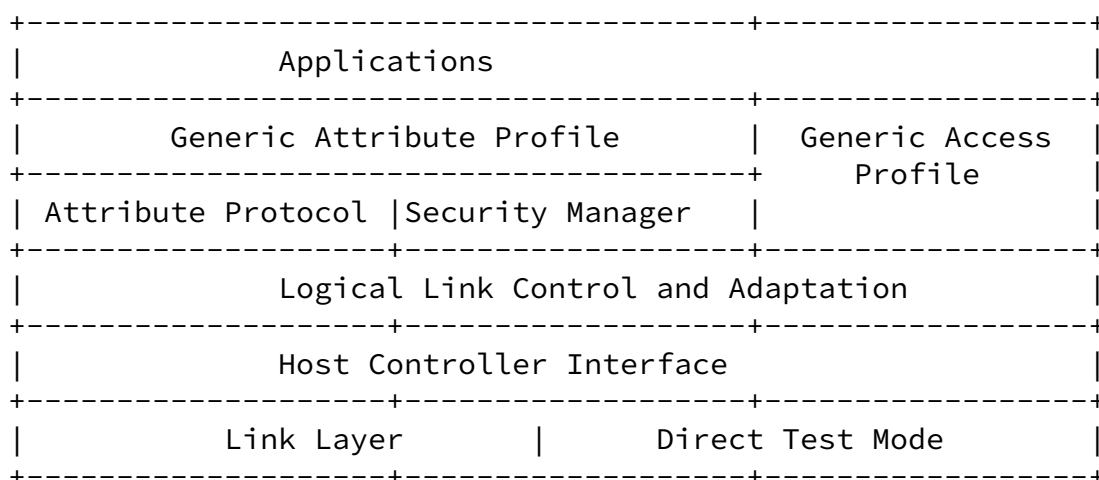 Applications
Generic Attribute Profile Generic Access
Profile
Attribute Protocol Security Manager
Logical Link Control and Adaptation
Host Controller Interface
Link Layer Direct Test Mode